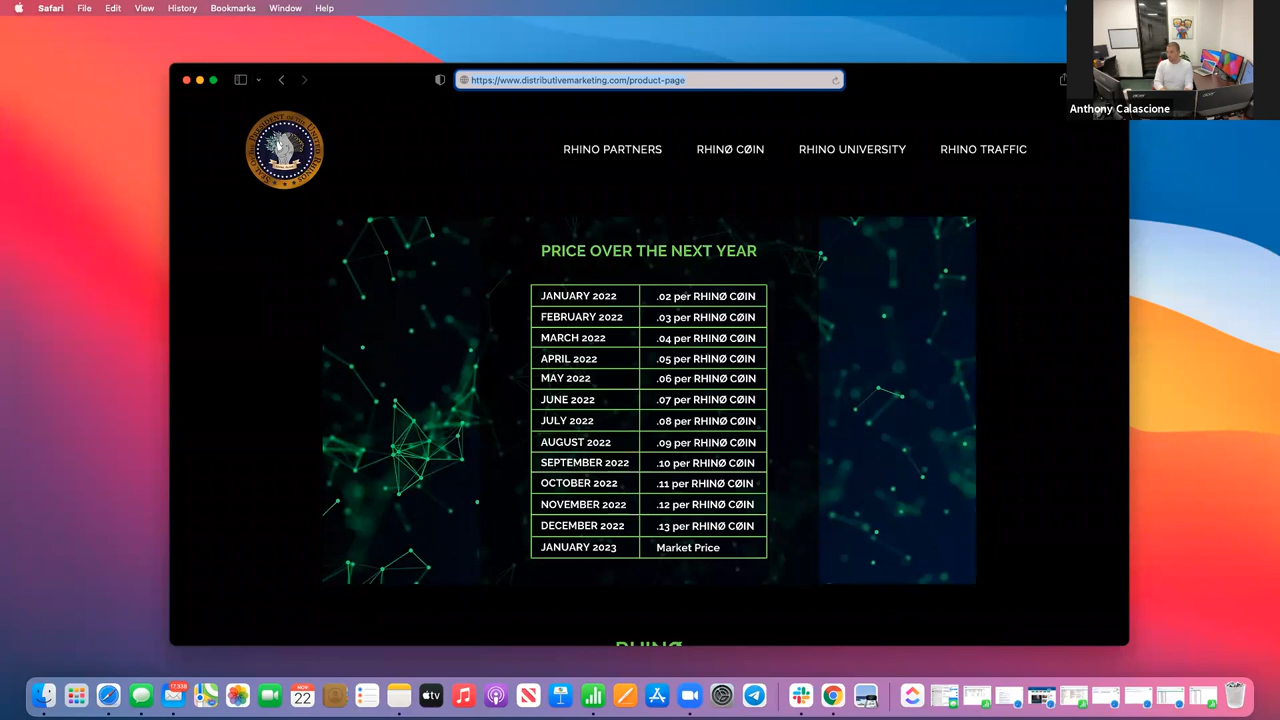 Safari File Edit View History Bookmarks Window Help
Anthony Calascione
https://www.distributivemarketing.com/product-page
RHINO PARTNERS RHINØ CØIN RHINO UNIVERSITY RHINO TRAFFIC
PRICE OVER THE NEXT YEAR
JANUARY 2022 .02 per RHINØ CØIN
FEBRUARY 2022 .03 per RHINØ CØIN
MARCH 2022 .04 per RHINØ CØIN
APRIL 2022 .05 per RHINØ CØIN
MAY 2022 .06 per RHINØ CØIN
JUNE 2022 .07 per RHINØ CØIN
JULY 2022 .08 per RHINØ CØIN
AUGUST 2022 .09 per RHINØ CØIN
SEPTEMBER 2022 .10 per RHINØ CØIN
OCTOBER 2022 .11 per RHINØ CØIN
NOVEMBER 2022 .12 per RHINØ CØIN
DECEMBER 2022 .13 per RHINØ CØIN
JANUARY 2023 Market Price
RHINØ
NOV
22